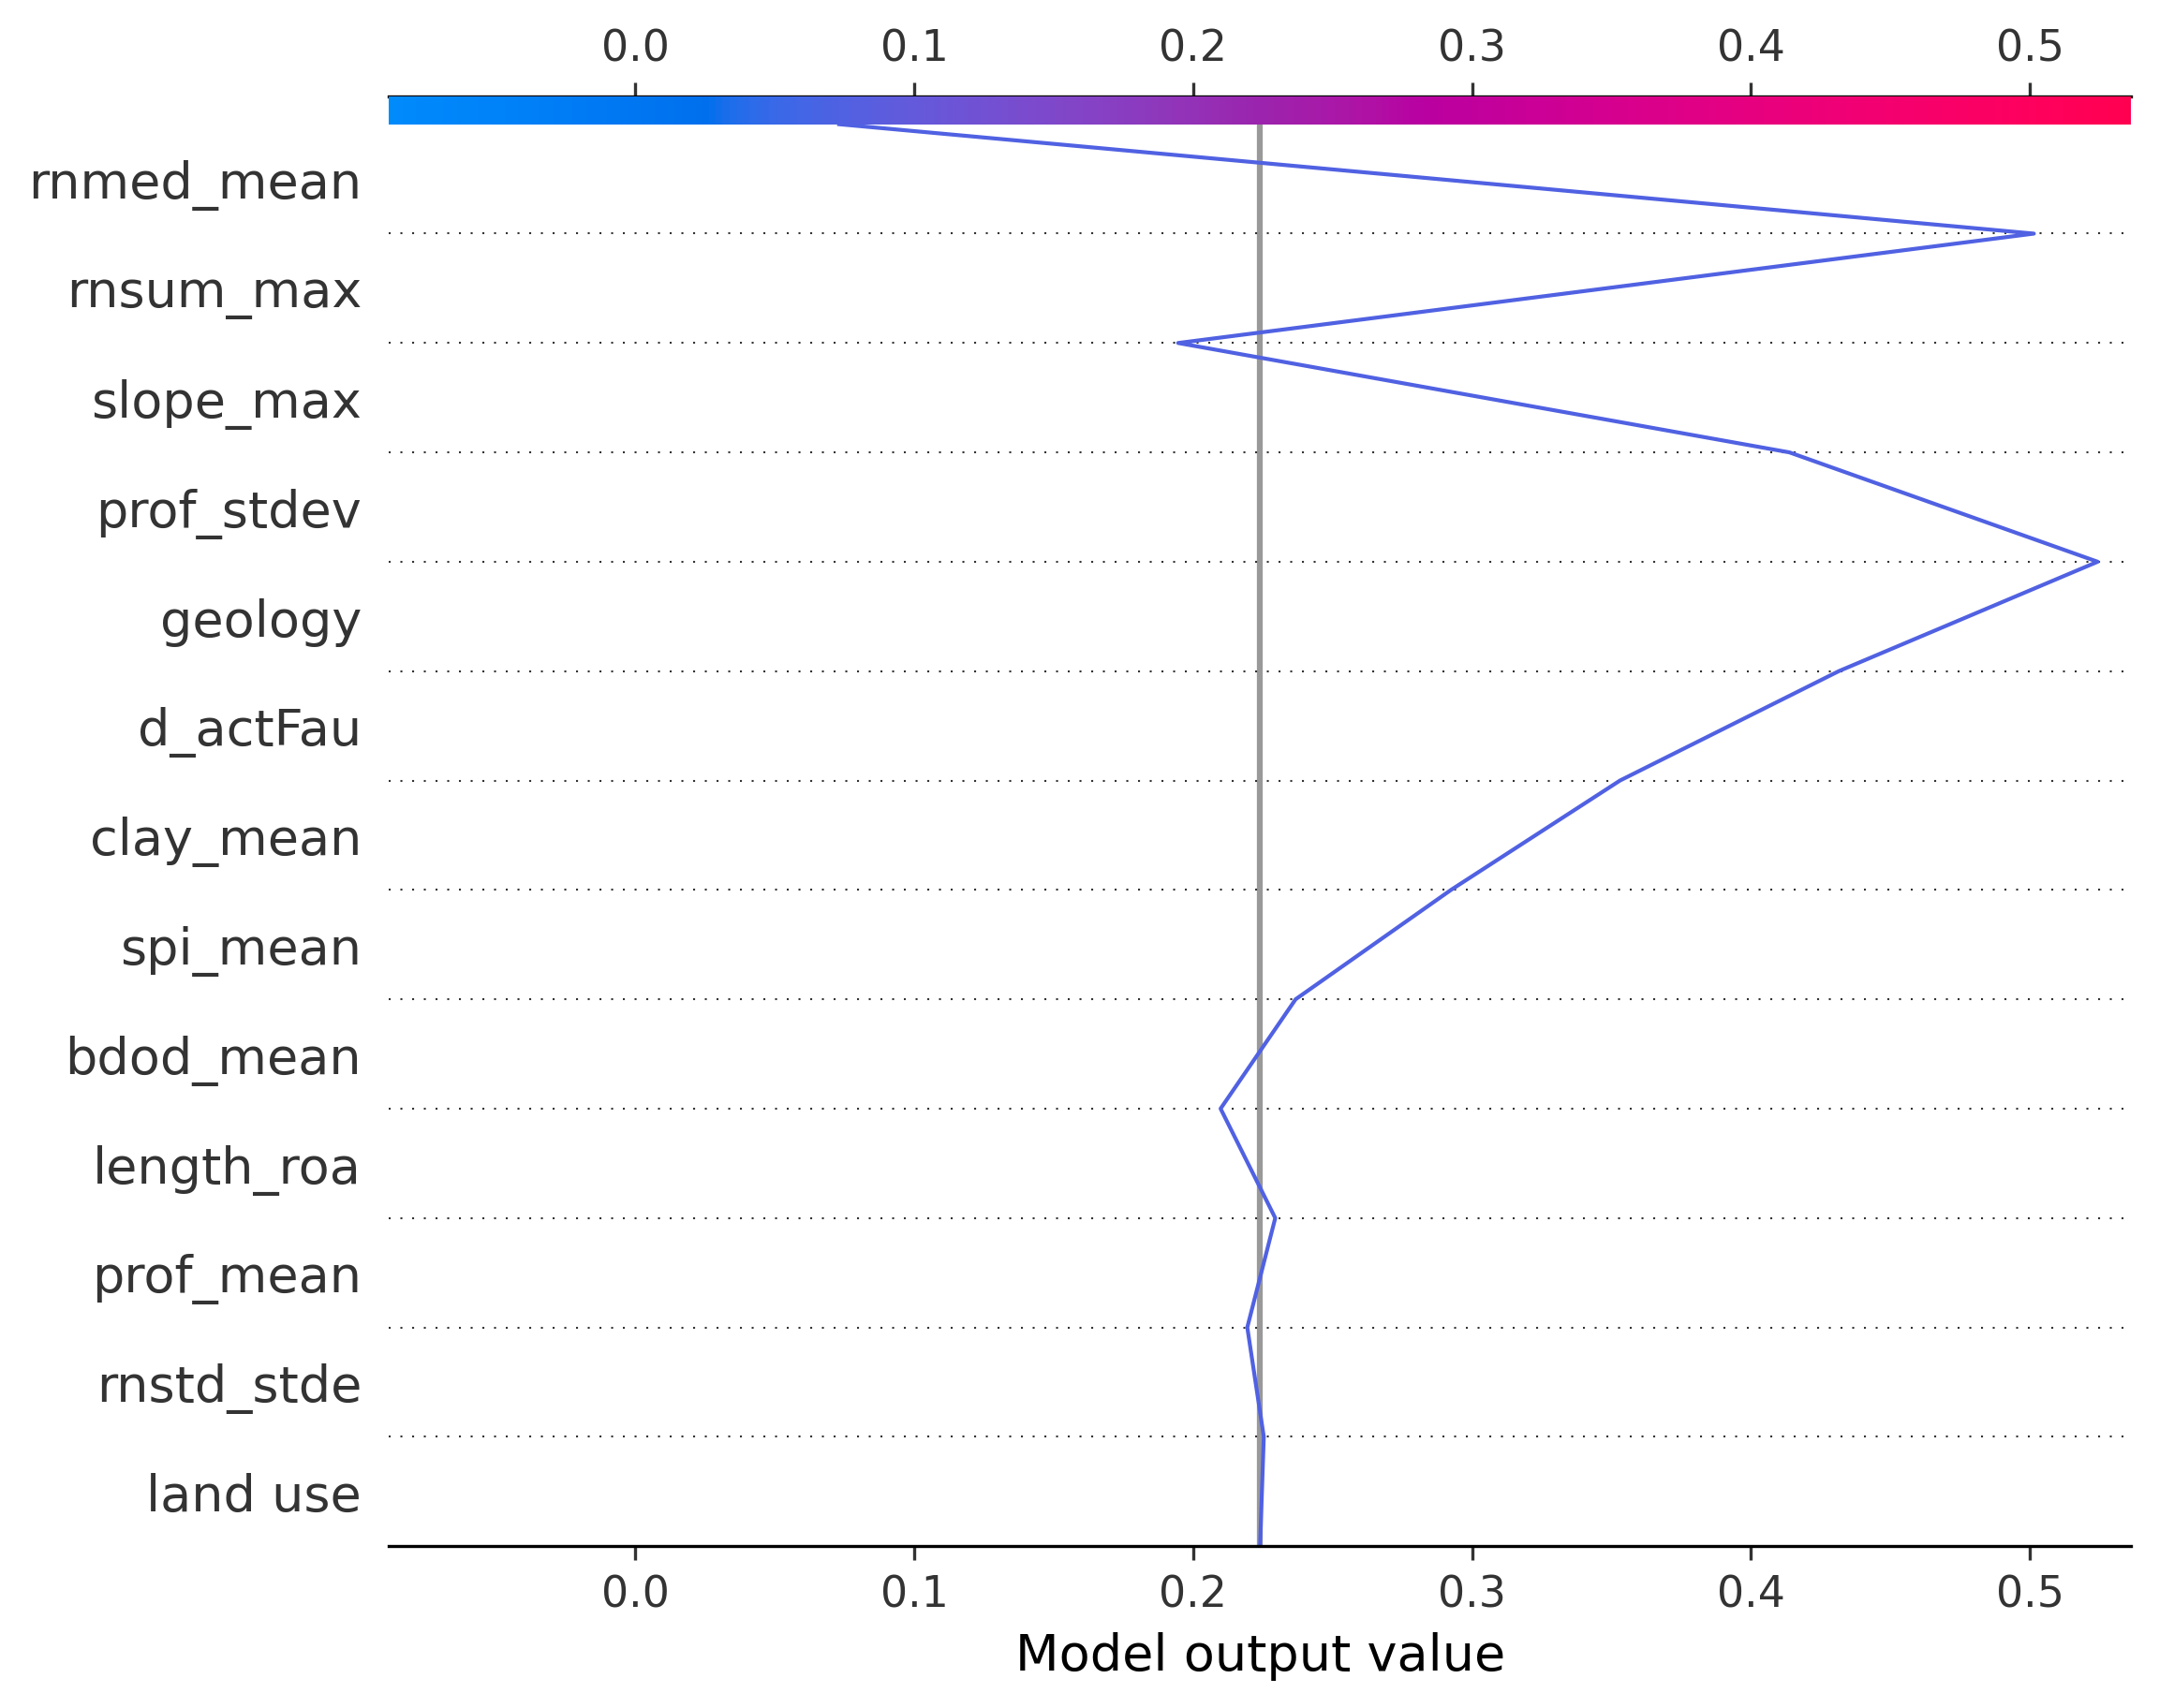 0.0 0.1 0.2 0.3 0.4 0.5
rnmed_mean
rnsum_max
slope_max
prof_stdev
geology
d_actFau
clay_mean
spi_mean
bdod_mean
length_roa
prof_mean
rnstd_stde
land use
0.0 0.1 0.2 0.3 0.4 0.5
Model output value